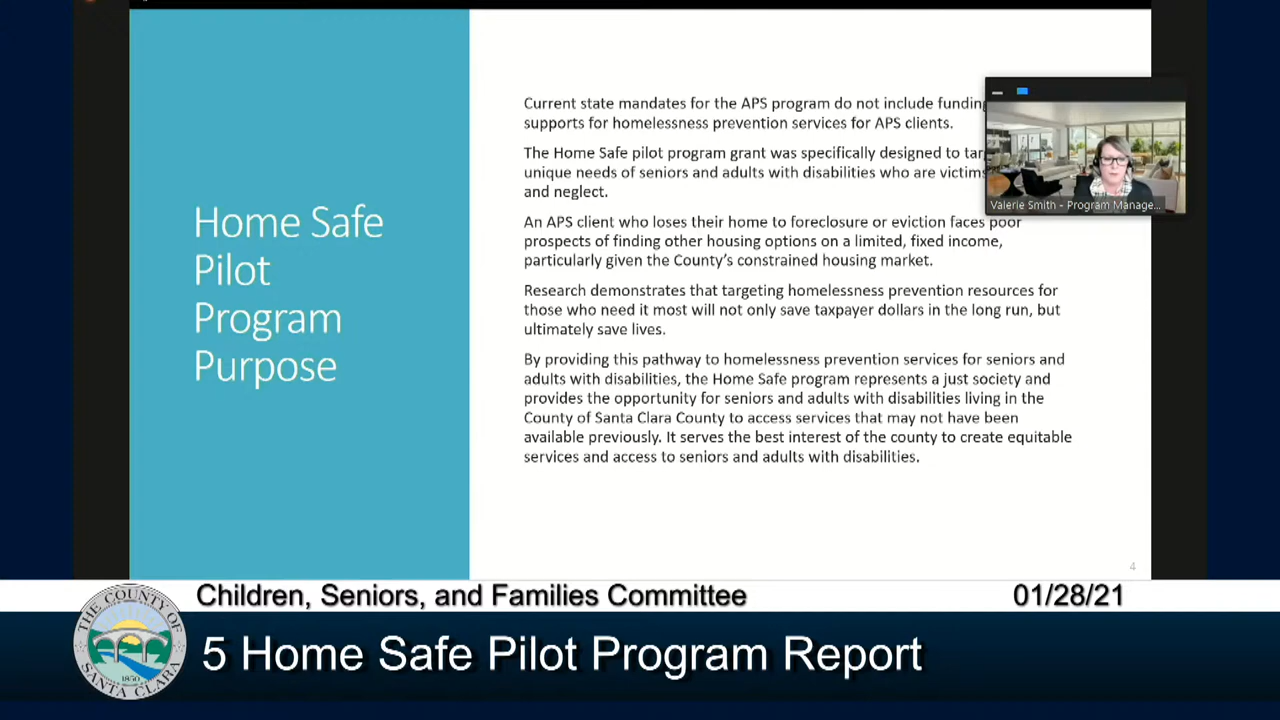 Home Safe
Pilot
Program
Purpose
Current state mandates for the APS program do not include
supports for homelessness prevention services for APS clients.
The Home Safe pilot program grant was specifically designed to
unique needs of seniors and adults with disabilities who are victims
and neglect.
An APS client who loses their home to foreclosure or eviction faces poor
prospects of finding other housing options on a limited, fixed income,
particularly given the County's constrained housing market.
Research demonstrates that targeting homelessness prevention resources for
those who need it most will not only save taxpayer dollars in the long run, but
ultimately save lives.
By providing this pathway to homelessness prevention services for seniors and
adults with disabilities, the Home Safe program represents a just society and
provides the opportunity for seniors and adults with disabilities living in the
County of Santa Clara County to access services that may not have been
available previously. It serves the best interest of the county to create equitable
services and access to seniors and adults with disabilities.
Valerie Smith - Program Manage...
4
Children, Seniors, and Families Committee
01/28/21
THE COUNTY OF
SANTA CLARA
1850
5 Home Safe Pilot Program Report